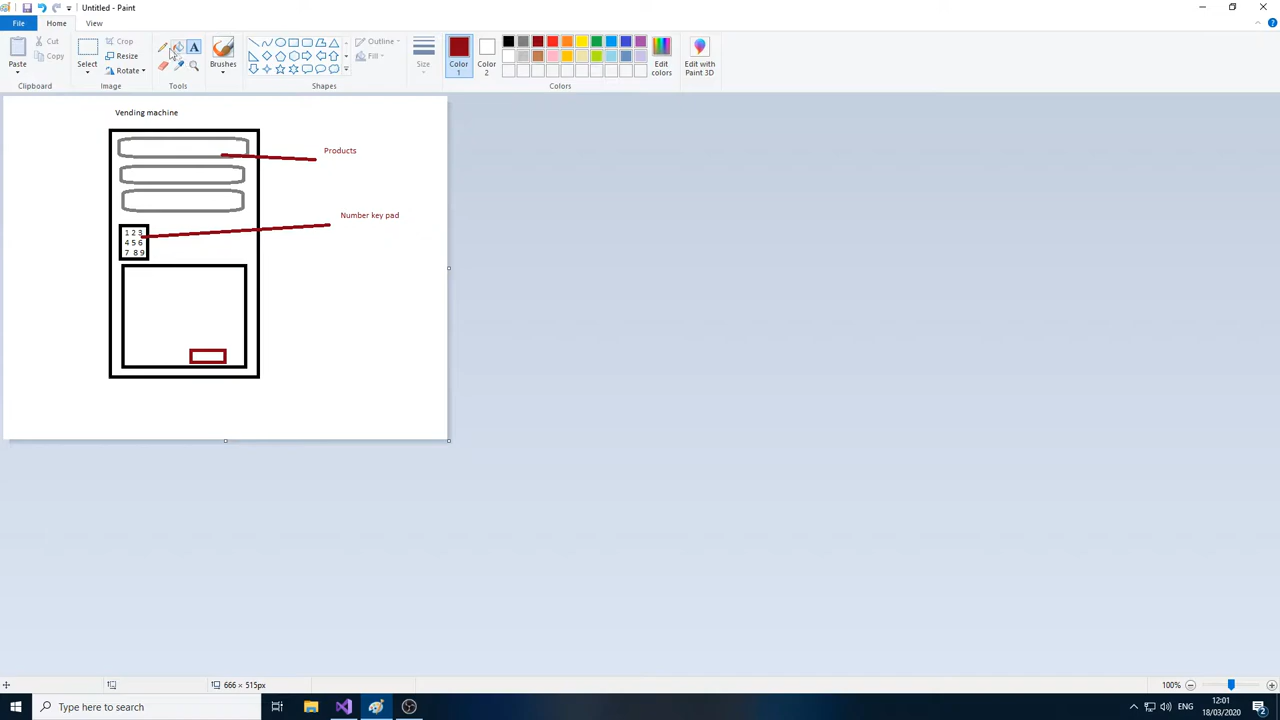 Untitled - Paint
File
Home
View
Paste
Cut
Copy
Clipboard
Select
Crop
Resize
Rotate
Image
Tools
Brushes
Shapes
Outline
Fill
Size
Color 1
Color 2
Colors
Edit colors
Edit with Paint 3D
A
Vending machine
Products
Number key pad
1 2 3
4 5 6
7 8 9
666 × 515px
100%
Type here to search
ENG
12:01
18/03/2020
2